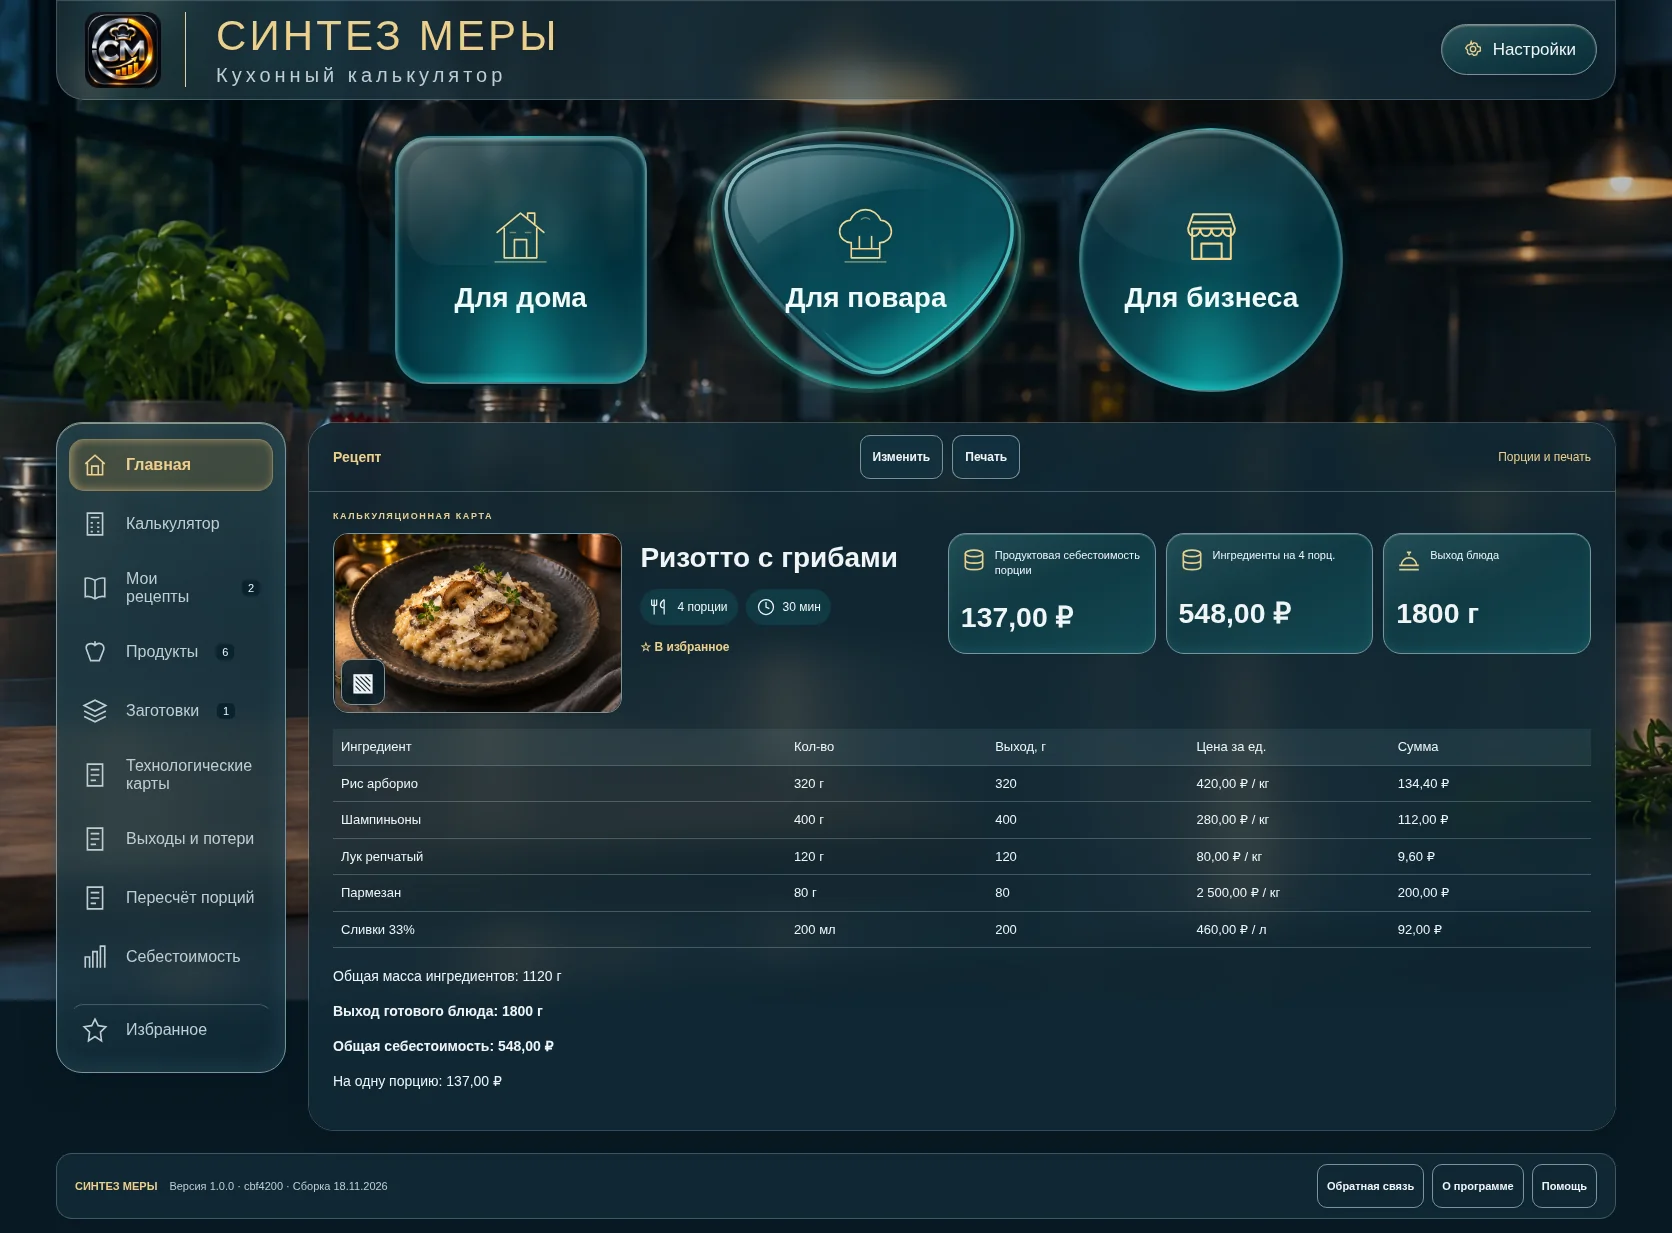 СМ
СИНТЕЗ МЕРЫ
Кухонный калькулятор
Настройки
Для дома
Для повара
Для бизнеса
Главная
Калькулятор
Мои
рецепты
2
Продукты 6
Заготовки 1
Технологические
карты
Выходы и потери
Пересчёт порций
Себестоимость
Избранное
Рецепт
Изменить
Печать
Порции и печать
КАЛЬКУЛЯЦИОННАЯ КАРТА
Ризотто с грибами
4 порции
30 мин
☆ В избранное
Продуктовая себестоимость
порции
137,00 ₽
Ингредиенты на 4 порц.
548,00 ₽
Выход блюда
1800 г
Ингредиент Кол-во Выход, г Цена за ед. Сумма
Рис арборио 320 г 320 420,00 ₽ / кг 134,40 ₽
Шампиньоны 400 г 400 280,00 ₽ / кг 112,00 ₽
Лук репчатый 120 г 120 80,00 ₽ / кг 9,60 ₽
Пармезан 80 г 80 2 500,00 ₽ / кг 200,00 ₽
Сливки 33% 200 мл 200 460,00 ₽ / л 92,00 ₽
Общая масса ингредиентов: 1120 г
Выход готового блюда: 1800 г
Общая себестоимость: 548,00 ₽
На одну порцию: 137,00 ₽
СИНТЕЗ МЕРЫ Версия 1.0.0 · cbf4200 · Сборка 18.11.2026
Обратная связь
О программе
Помощь